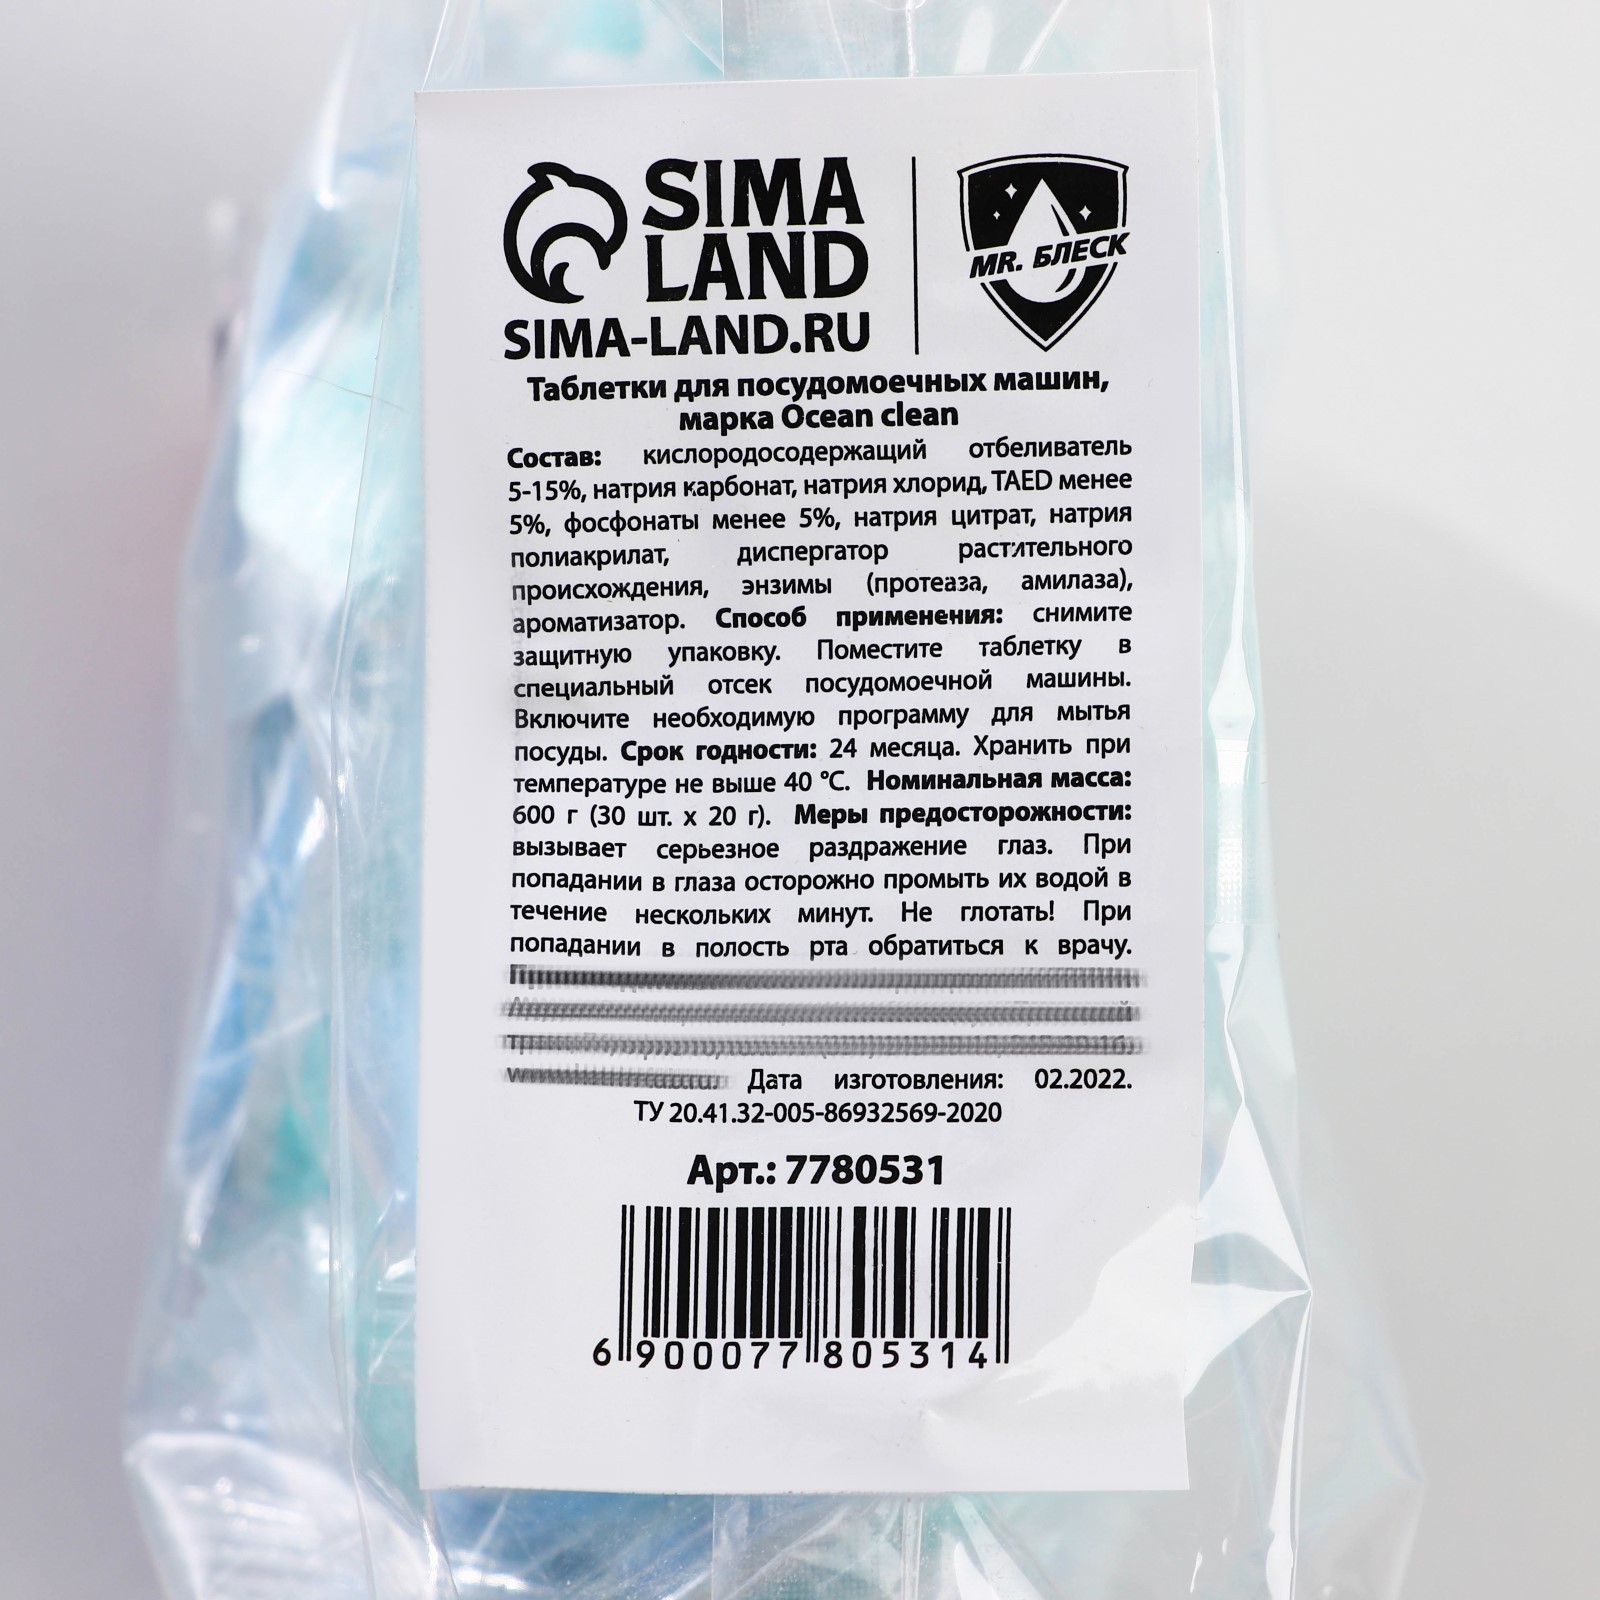 SIMA
LAND
SIMA-LAND.RU
MR. БЛЕСК
Таблетки для посудомоечных машин,
марка Ocean clean
Состав: кислородосодержащий отбеливатель
5-15%, натрия карбонат, натрия хлорид, TAED менее
5%, фосфонаты менее 5%, натрия цитрат, натрия
полиакрилат, диспергатор растительного
происхождения, энзимы (протеаза, амилаза),
ароматизатор. Способ применения: снимите
защитную упаковку. Поместите таблетку в
специальный отсек посудомоечной машины.
Включите необходимую программу для мытья
посуды. Срок годности: 24 месяца. Хранить при
температуре не выше 40 °С. Номинальная масса:
600 г (30 шт. х 20 г). Меры предосторожности:
вызывает серьезное раздражение глаз. При
попадании в глаза осторожно промыть их водой в
течение нескольких минут. Не глотать! При
попадании в полость рта обратиться к врачу.
Дата изготовления: 02.2022.
ТУ 20.41.32-005-86932569-2020
Арт.: 7780531
6 900077 805314